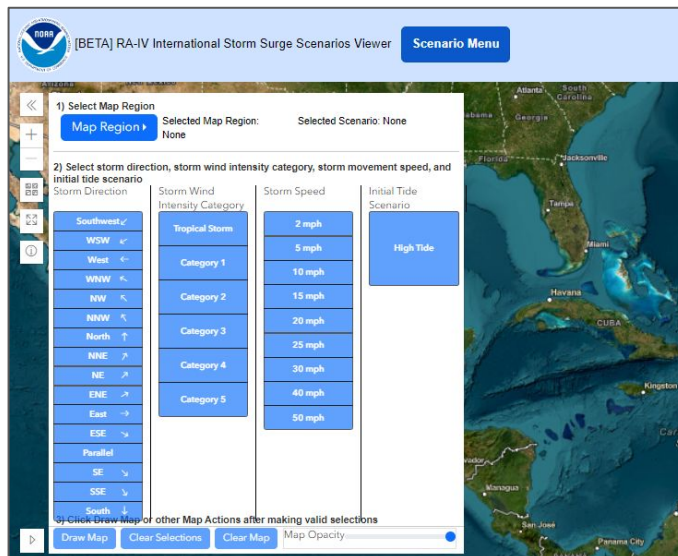 NOAA
[BETA] RA-IV International Storm Surge Scenarios Viewer
Scenario Menu
1) Select Map Region
Map Region
Selected Map Region: None
Selected Scenario: None
2) Select storm direction, storm wind intensity category, storm movement speed, and
initial tide scenario
Storm Direction
Southwest
WSW
West
WNW
NW
NNW
North
NNE
NE
ENE
East
ESE
Parallel
SE
SSE
South
Storm Wind
Intensity Category
Tropical Storm
Category 1
Category 2
Category 3
Category 4
Category 5
Storm Speed
2 mph
5 mph
10 mph
15 mph
20 mph
25 mph
30 mph
40 mph
50 mph
Initial Tide
Scenario
High Tide
3) Click Draw Map or other Map Actions after making valid selections
Draw Map
Clear Selections
Clear Map
Map Opacity
Arizona
Atlanta
South
Carolina
Georgia
Florida
Jacksonville
Tampa
Miami
Havana
CUBA
Kingston
Managua
San José
Panama City